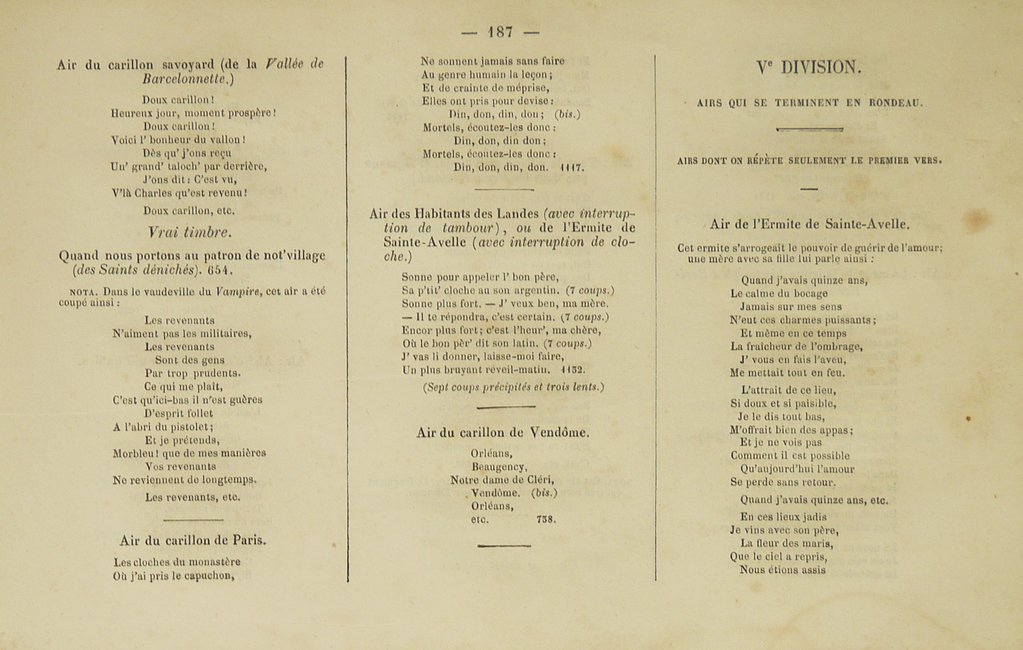 — 187 —
Air du carillon savoyard (de la Vallée de
Barcelonnette.)
Doux carillon !
Heureux jour, moment prospère !
Doux carillon !
Voici l' bonheur du vallon !
Dès qu' j'ons reçu
Un' grand' taloch' par derrière,
J'ons dit : C'est vu,
V'là Charles qu'est revenu !
Doux carillon, etc.
Vrai timbre.
Quand nous portons au patron de not'village
(des Saints dénichés). 654.
NOTA. Dans le vaudeville du Vampire, cet air a été
coupé ainsi :
Les revenants
N'aiment pas les militaires,
Les revenants
Sont des gens
Par trop prudents.
Ce qui me plaît,
C'est qu'ici-bas il n'est guères
D'esprit follet
A l'abri du pistolet ;
Et je prétends,
Morbleu ! que de mes manières
Vos revenants
Ne reviennent de longtemps.
Les revenants, etc.
Air du carillon de Paris.
Les cloches du monastère
Où j'ai pris le capuchon,
Ne sonnent jamais sans faire
Au genre humain la leçon ;
Et de crainte de méprise,
Elles ont pris pour devise :
Din, don, din, don ; (bis.)
Mortels, écoutez-les donc :
Din, don, din don ;
Mortels, écoutez-les donc :
Din, don, din, don. 1117.
Air des Habitants des Landes (avec interrup-
tion de tambour), ou de l'Ermite de
Sainte-Avelle (avec interruption de clo-
che.)
Sonne pour appeler l' bon père,
Sa p'tit' cloche au son argentin. (7 coups.)
Sonne plus fort. — J' veux ben, ma mère.
— Il te répondra, c'est certain. (7 coups.)
Encor plus fort ; c'est l'heur', ma chère,
Où le bon pèr' dit son latin. (7 coups.)
J' vas li donner, laisse-moi faire,
Un plus bruyant réveil-matin. 1132.
(Sept coups précipités et trois lents.)
Air du carillon de Vendôme.
Orléans,
Beaugency,
Notre dame de Cléri,
Vendôme. (bis.)
Orléans,
etc. 738.
Ve DIVISION.
AIRS QUI SE TERMINENT EN RONDEAU.
AIRS DONT ON RÉPÈTE SEULEMENT LE PREMIER VERS.
Air de l'Ermite de Sainte-Avelle.
Cet ermite s'arrogeait le pouvoir de guérir de l'amour ;
une mère avec sa fille lui parle ainsi :
Quand j'avais quinze ans,
Le calme du bocage
Jamais sur mes sens
N'eut ces charmes puissants ;
Et même en ce temps
La fraîcheur de l'ombrage,
J' vous en fais l'aveu,
Me mettait tout en feu.
L'attrait de ce lieu,
Si doux et si paisible,
Je le dis tout bas,
M'offrait bien des appas ;
Et je ne vois pas
Comment il est possible
Qu'aujourd'hui l'amour
Se perde sans retour.
Quand j'avais quinze ans, etc.
En ces lieux jadis
Je vins avec son père,
La fleur des maris,
Que le ciel a repris,
Nous étions assis